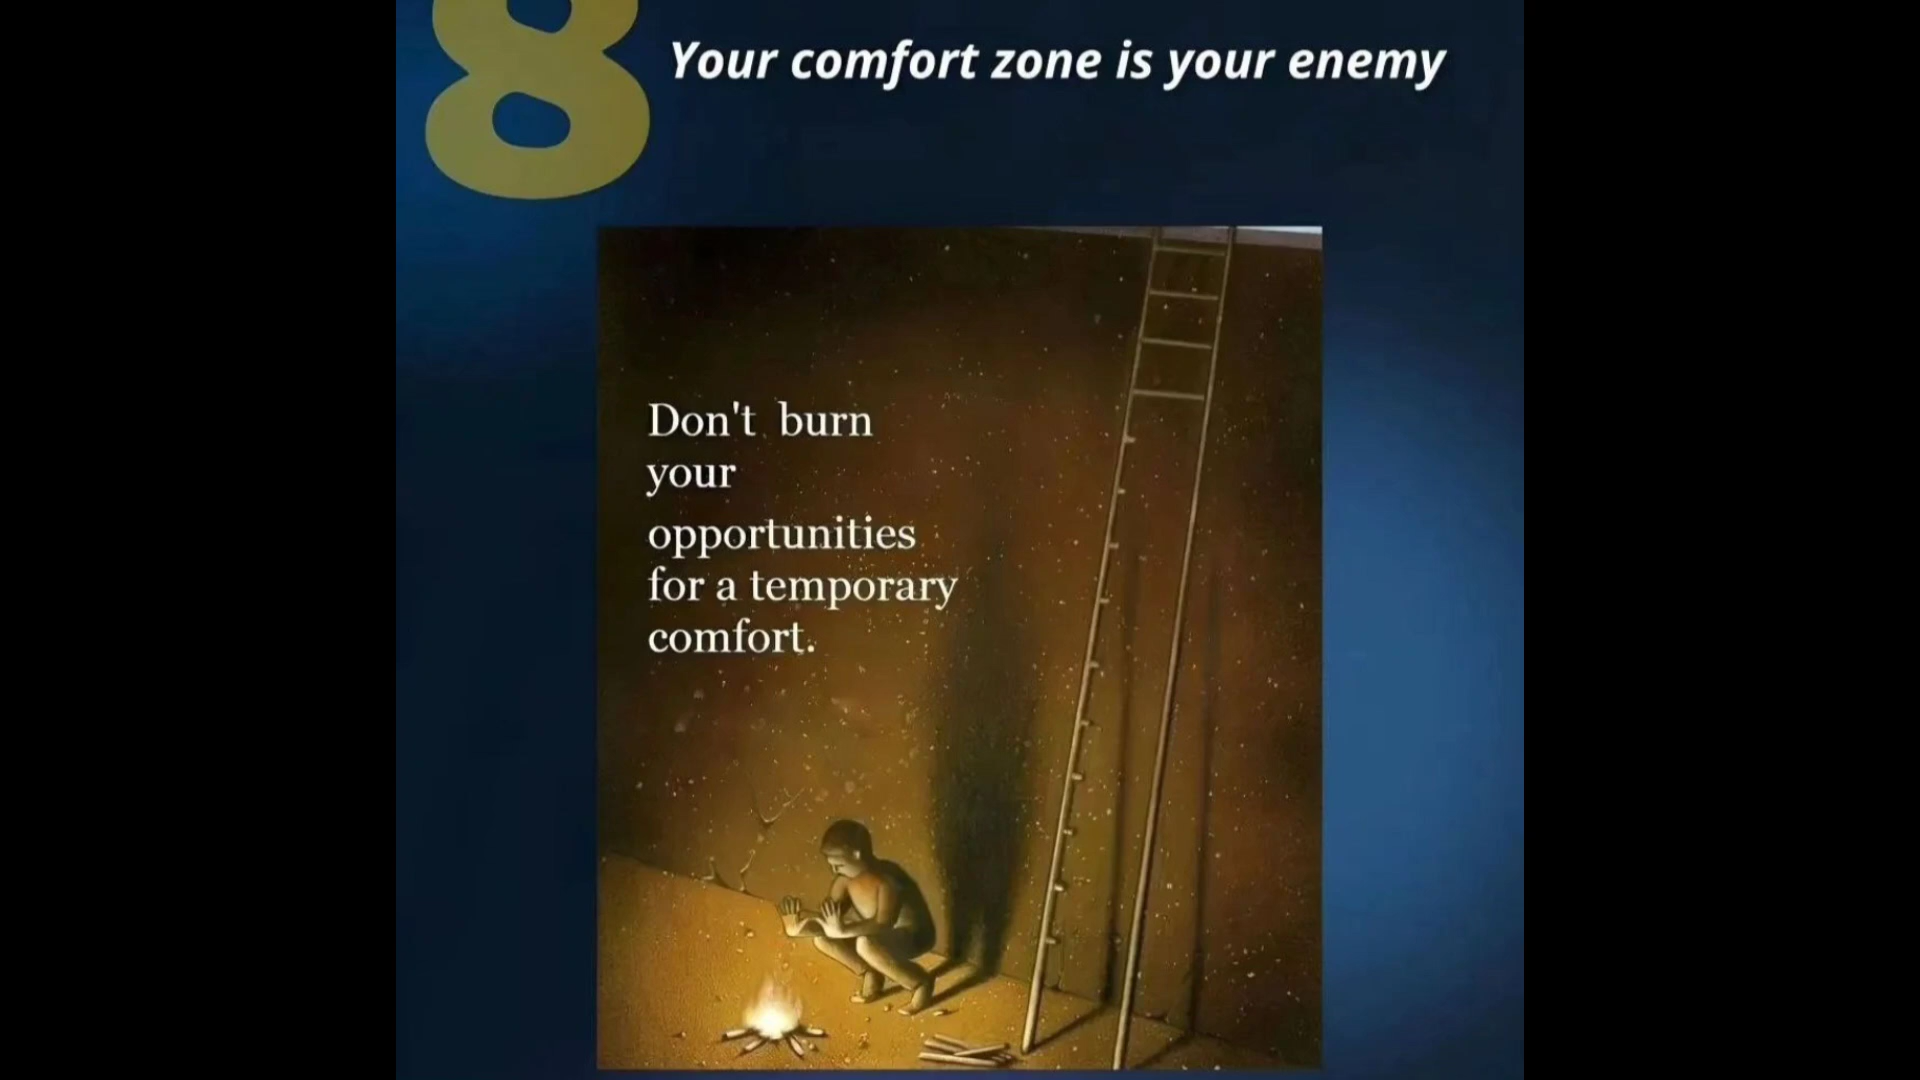 8
Your comfort zone is your enemy
Don't burn
your
opportunities
for a temporary
comfort.